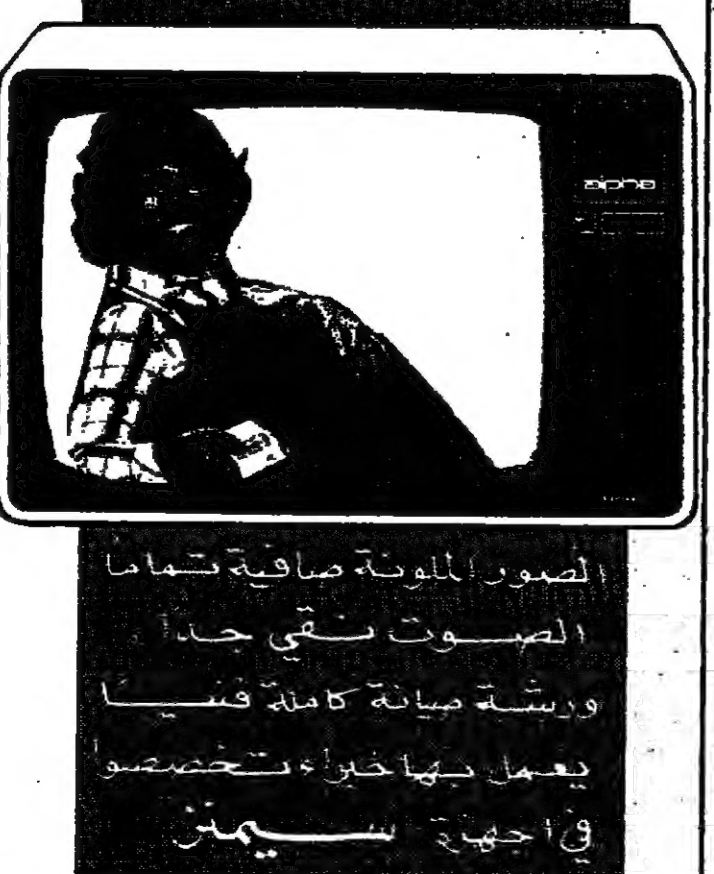 alpha
الصور الملونة صافية تماما
الصوت نقي جدا
ورشة صيانة كاملة فنيا
يعمل بها خبراء تخصصوا
في اجهزة سيمنز